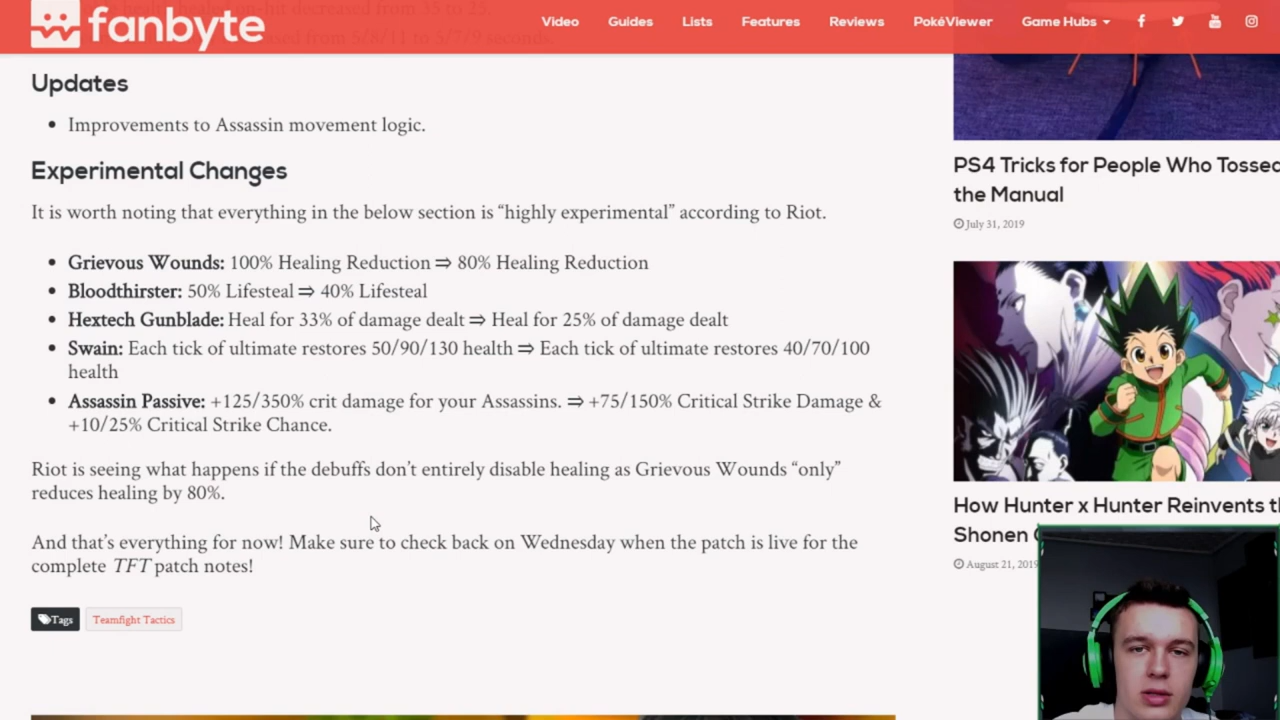 fanbyte
Video Guides Lists Features Reviews PokéViewer Game Hubs
Updates
• Improvements to Assassin movement logic.
Experimental Changes
It is worth noting that everything in the below section is “highly experimental” according to Riot.
• Grievous Wounds: 100% Healing Reduction ⇒ 80% Healing Reduction
• Bloodthirster: 50% Lifesteal ⇒ 40% Lifesteal
• Hextech Gunblade: Heal for 33% of damage dealt ⇒ Heal for 25% of damage dealt
• Swain: Each tick of ultimate restores 50/90/130 health ⇒ Each tick of ultimate restores 40/70/100
health
• Assassin Passive: +125/350% crit damage for your Assassins. ⇒ +75/150% Critical Strike Damage &
+10/25% Critical Strike Chance.
Riot is seeing what happens if the debuffs don’t entirely disable healing as Grievous Wounds “only”
reduces healing by 80%.
And that’s everything for now! Make sure to check back on Wednesday when the patch is live for the
complete TFT patch notes!
Tags Teamfight Tactics
PS4 Tricks for People Who Tossed
the Manual
July 31, 2019
How Hunter x Hunter Reinvents
Shonen
August 21, 2019